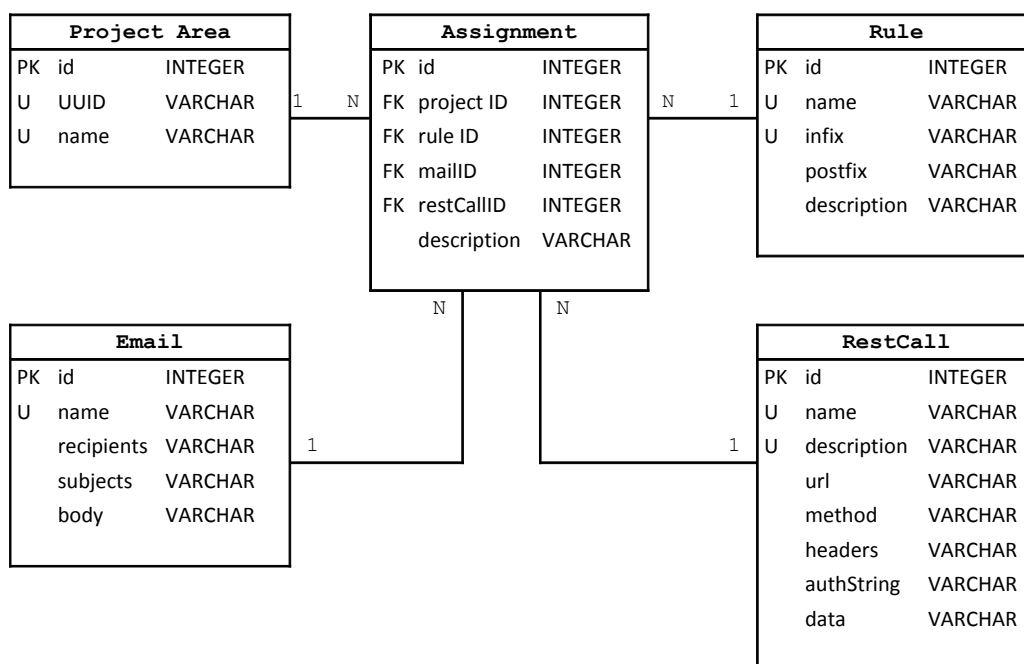 Project Area
PK id INTEGER
U UUID VARCHAR
U name VARCHAR
1 N
Assignment
PK id INTEGER
FK project ID INTEGER
FK rule ID INTEGER
FK mailID INTEGER
FK restCallID INTEGER
description VARCHAR
N 1
Rule
PK id INTEGER
U name VARCHAR
U infix VARCHAR
postfix VARCHAR
description VARCHAR
N N
Email
PK id INTEGER
U name VARCHAR
recipients VARCHAR
subjects VARCHAR
body VARCHAR
1
1
RestCall
PK id INTEGER
U name VARCHAR
U description VARCHAR
url VARCHAR
method VARCHAR
headers VARCHAR
authString VARCHAR
data VARCHAR